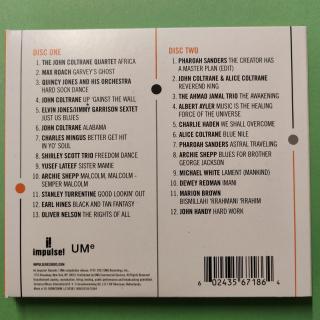 DISC ONE
1. THE JOHN COLTRANE QUARTET AFRICA
2. MAX ROACH GARVEY'S GHOST
3. QUINCY JONES AND HIS ORCHESTRA
HARD SOCK DANCE
4. JOHN COLTRANE UP 'GAINST THE WALL
5. ELVIN JONES/JIMMY GARRISON SEXTET
JUST US BLUES
6. JOHN COLTRANE ALABAMA
7. CHARLES MINGUS BETTER GET HIT
IN YO' SOUL
8. SHIRLEY SCOTT TRIO FREEDOM DANCE
9. YUSEF LATEEF SISTER MAMIE
10. ARCHIE SHEPP MALCOLM, MALCOLM -
SEMPER MALCOLM
11. STANLEY TURRENTINE GOOD LOOKIN' OUT
12. EARL HINES BLACK AND TAN FANTASY
13. OLIVER NELSON THE RIGHTS OF ALL
DISC TWO
1. PHAROAH SANDERS THE CREATOR HAS
A MASTER PLAN (EDIT)
2. JOHN COLTRANE & ALICE COLTRANE
REVEREND KING
3. THE AHMAD JAMAL TRIO THE AWAKENING
4. ALBERT AYLER MUSIC IS THE HEALING
FORCE OF THE UNIVERSE
5. CHARLIE HADEN WE SHALL OVERCOME
6. ALICE COLTRANE BLUE NILE
7. PHAROAH SANDERS ASTRAL TRAVELING
8. ARCHIE SHEPP BLUES FOR BROTHER
GEORGE JACKSON
9. MICHAEL WHITE LAMENT (MANKIND)
10. DEWEY REDMAN IMANI
11. MARION BROWN
BISMILLAHI 'RRAHMANI 'RRAHIM
12. JOHN HANDY HARD WORK
impulse!
UMe
IMPULSERECORDS.COM
6 02435 67186 4